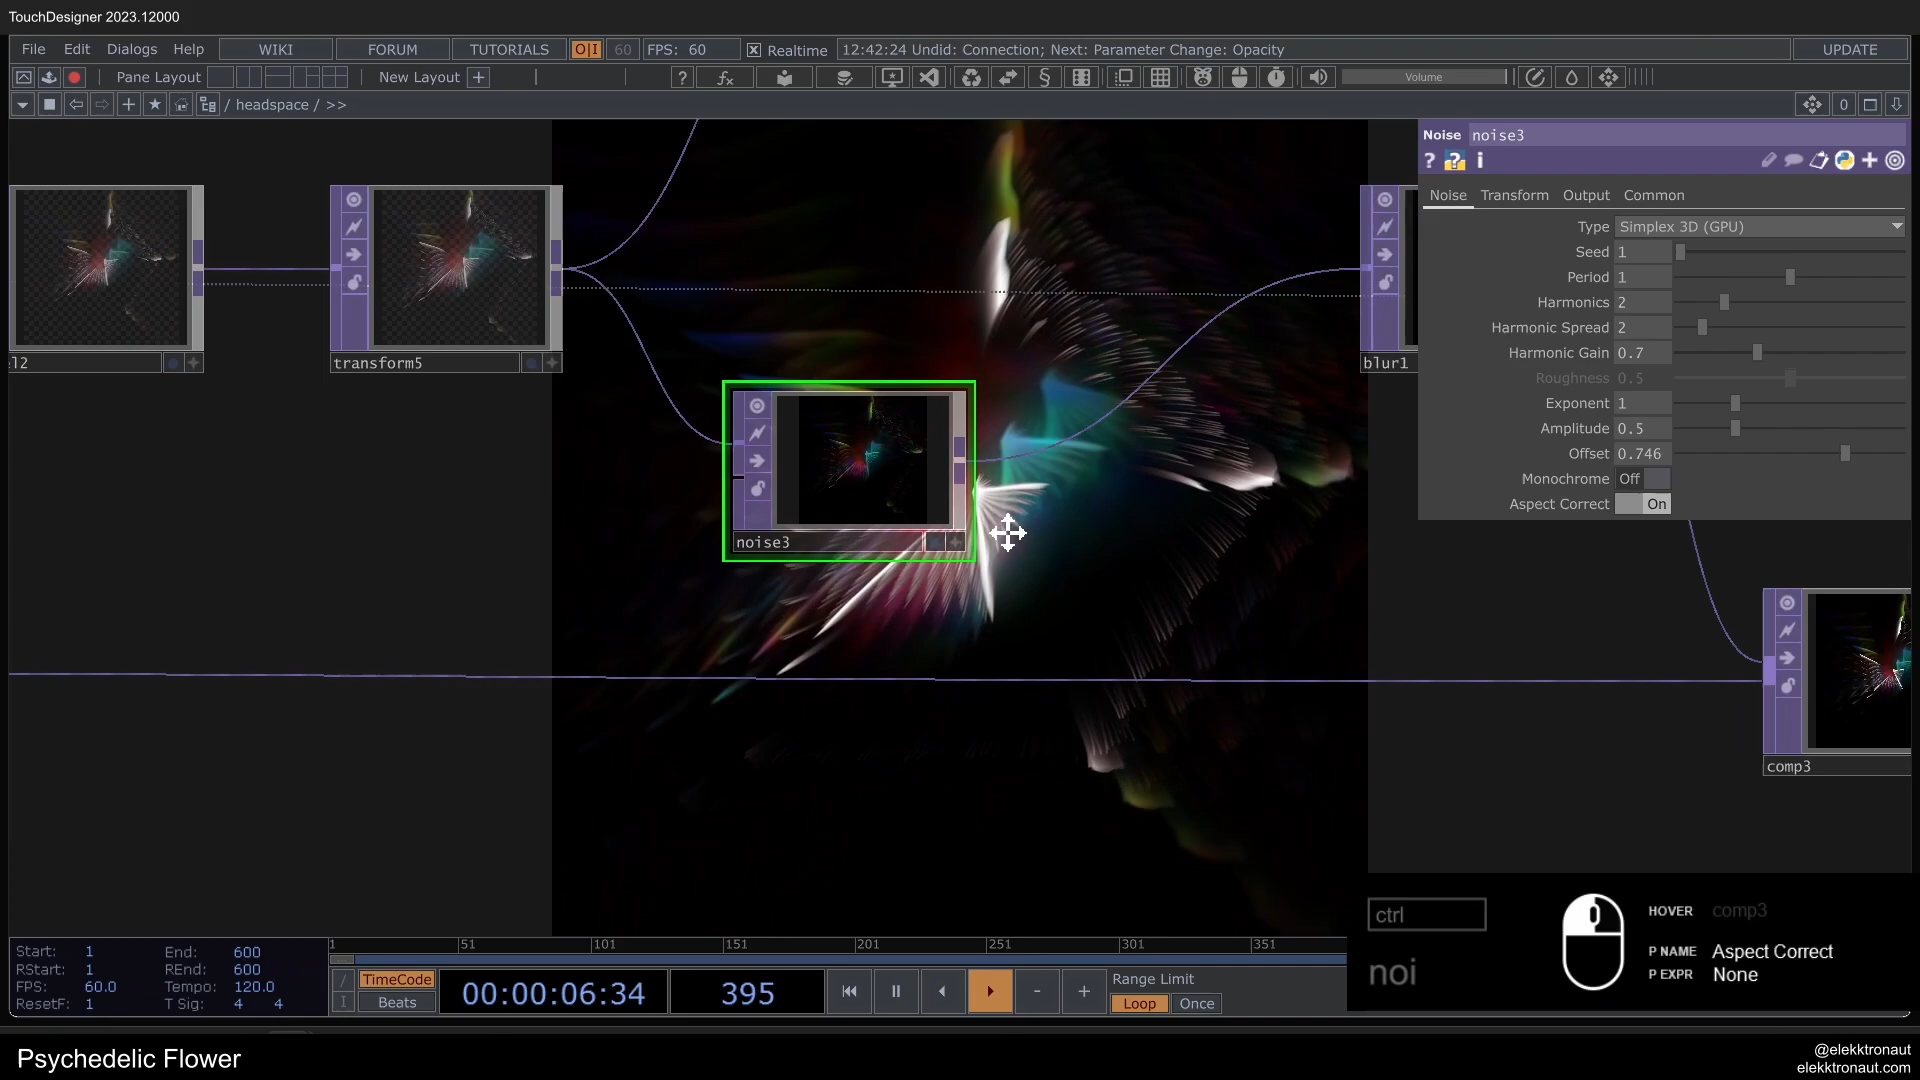 TouchDesigner 2023.12000
File Edit Dialogs Help WIKI FORUM TUTORIALS O|I 60 FPS: 60 Realtime 12:42:24 Undid: Connection; Next: Parameter Change: Opacity UPDATE
Pane Layout New Layout + ? fx § Volume
/ headspace / >> 0
Noise noise3
? ? i
Noise Transform Output Common
Type Simplex 3D (GPU)
Seed 1
Period 1
Harmonics 2
Harmonic Spread 2
Harmonic Gain 0.7
Roughness 0.5
Exponent 1
Amplitude 0.5
Offset 0.746
Monochrome Off
Aspect Correct On
l2
transform5
blur1
noise3
comp3
ctrl
noi
HOVER comp3
P NAME Aspect Correct
P EXPR None
Start: 1 End: 600
RStart: 1 REnd: 600
FPS: 60.0 Tempo: 120.0
ResetF: 1 T Sig: 4 4
1 51 101 151 201 251 301 351
/ TimeCode
I Beats
00:00:06:34
395
- +
Range Limit
Loop Once
Psychedelic Flower
@elekktronaut
elekktronaut.com